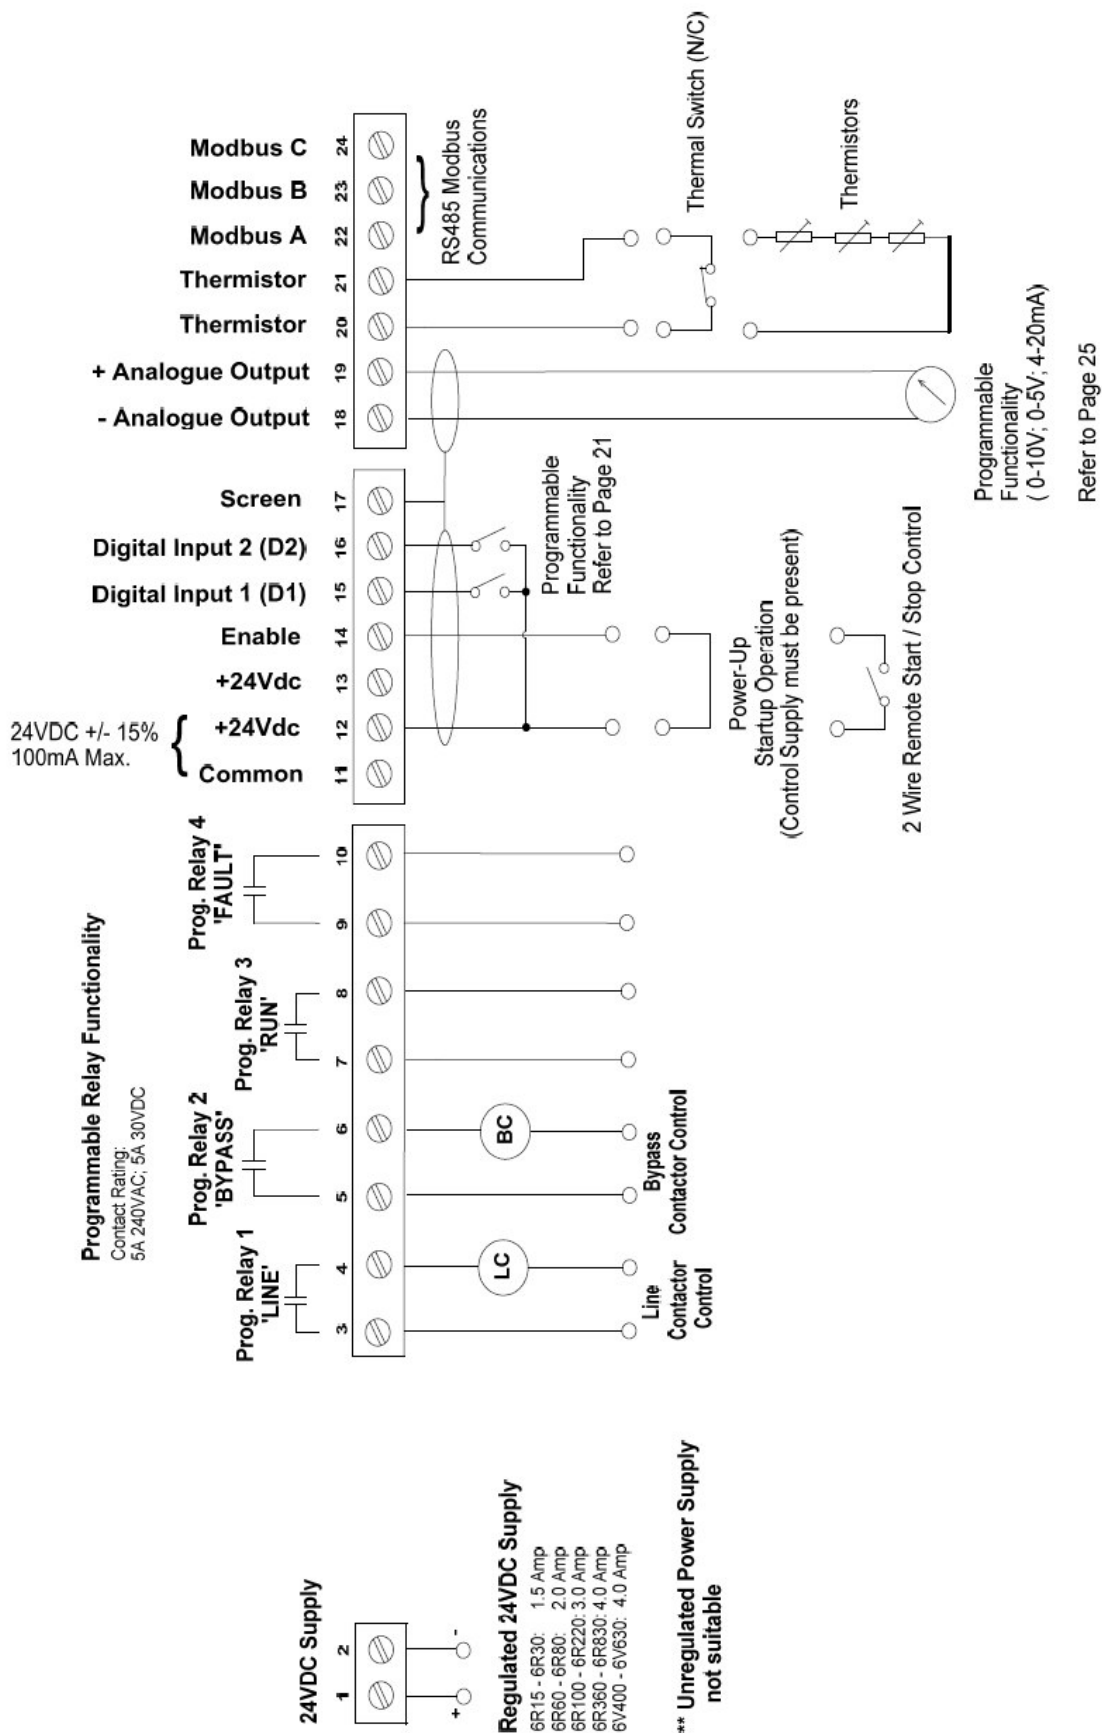 24VDC Supply
1
2
+
-
Regulated 24VDC Supply
6R15 - 6R30: 1.5 Amp
6R60 - 6R80: 2.0 Amp
6R100 - 6R220: 3.0 Amp
6R360 - 6R830: 4.0 Amp
6V400 - 6V630: 4.0 Amp
** Unregulated Power Supply
not suitable
Programmable Relay Functionality
Contact Rating:
5A 240VAC; 5A 30VDC
Prog. Relay 1
'LINE'
Prog. Relay 2
'BYPASS'
Prog. Relay 3
'RUN'
Prog. Relay 4
'FAULT'
3
4
5
6
7
8
9
10
LC
BC
Line
Contactor
Control
Bypass
Contactor Control
24VDC +/- 15%
100mA Max.
{
Common
+24Vdc
+24Vdc
Enable
Digital Input 1 (D1)
Digital Input 2 (D2)
Screen
11
12
13
14
15
16
17
Programmable
Functionality
Refer to Page 21
Power-Up
Startup Operation
(Control Supply must be present)
2 Wire Remote Start / Stop Control
- Analogue Output
+ Analogue Output
Thermistor
Thermistor
Modbus A
Modbus B
Modbus C
18
19
20
21
22
23
24
}
RS485 Modbus
Communications
Thermal Switch (N/C)
Thermistors
Programmable
Functionality
( 0-10V; 0-5V; 4-20mA)
Refer to Page 25